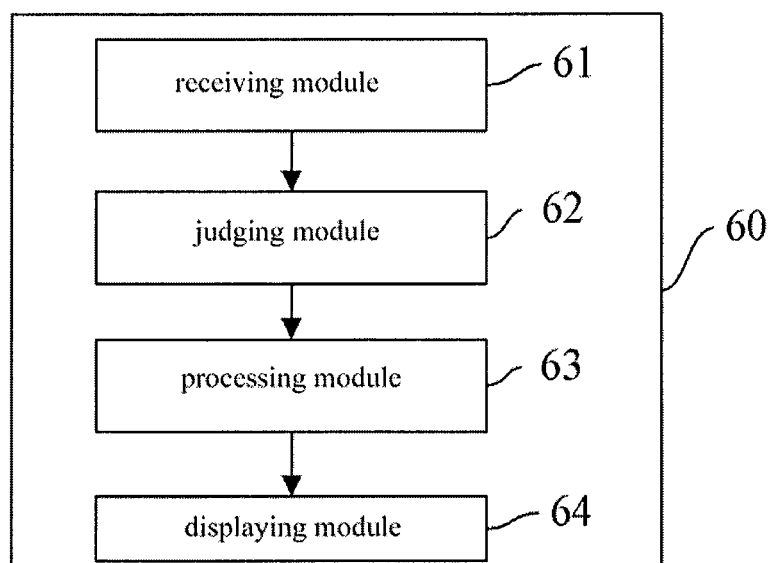 receiving module
61
judging module
62
60
processing module
63
displaying module
64